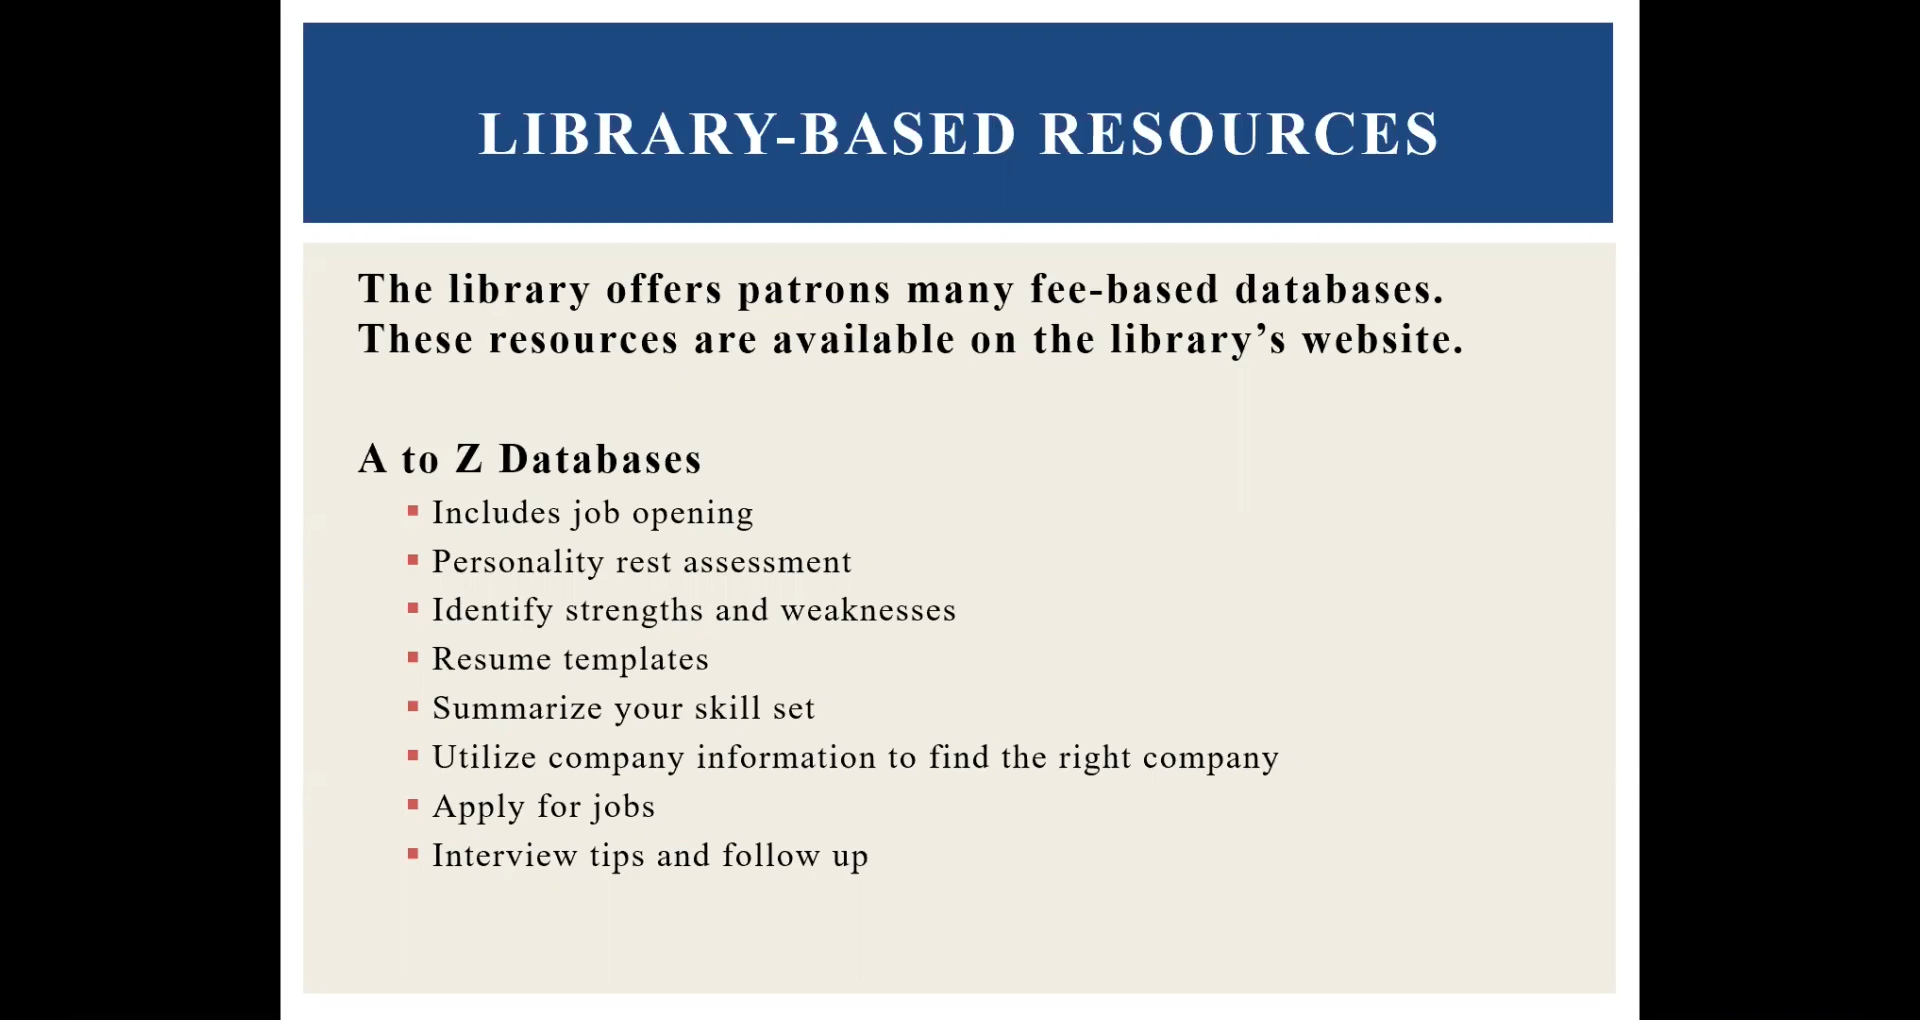 LIBRARY-BASED RESOURCES
The library offers patrons many fee-based databases.
These resources are available on the library’s website.
A to Z Databases
▪ Includes job opening
▪ Personality rest assessment
▪ Identify strengths and weaknesses
▪ Resume templates
▪ Summarize your skill set
▪ Utilize company information to find the right company
▪ Apply for jobs
▪ Interview tips and follow up